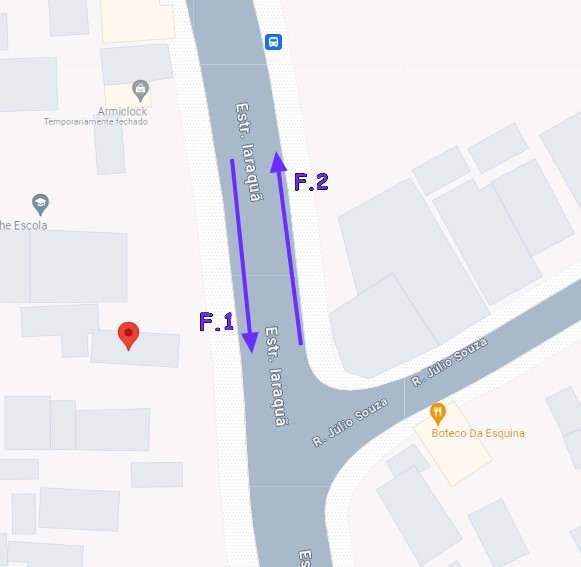 Armiclock
Temporariamente fechado
Estr. Iaraquã
F.2
he Escola
F.1
Estr. Iaraquã
R. Júlio Souza
R. Júlio Souza
Boteco Da Esquina
Es